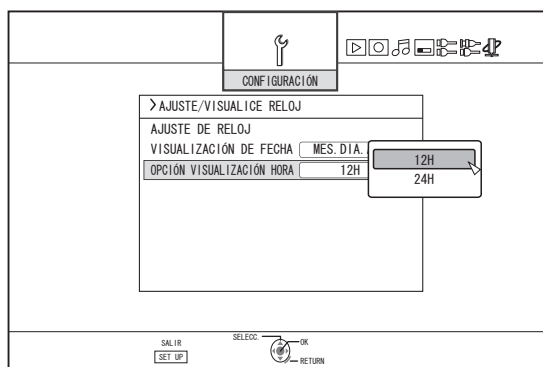 CONFIGURACIÓN
>AJUSTE/VISUALICE RELOJ
AJUSTE DE RELOJ
VISUALIZACIÓN DE FECHA MES.DIA.
OPCIÓN VISUALIZACIÓN HORA 12H
12H
24H
SALIR
SET UP
SELECC.
OK
RETURN